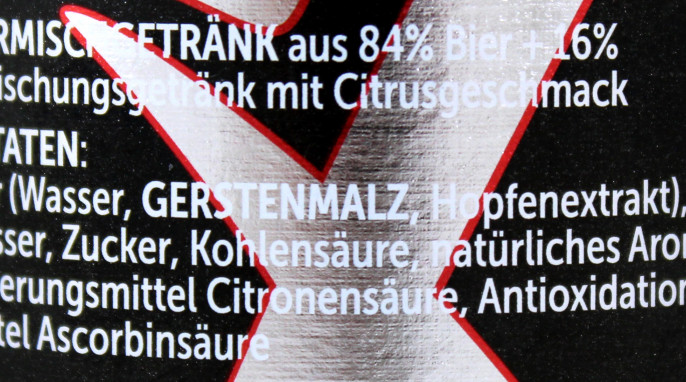 RMISCHGETRÄNK aus 84% Bier + 16%
ischungsgetränk mit Citrusgeschmack
TATEN:
r (Wasser, GERSTENMALZ, Hopfenextrakt),
sser, Zucker, Kohlensäure, natürliches Aro
erungsmittel Citronensäure, Antioxidation
tel Ascorbinsäure